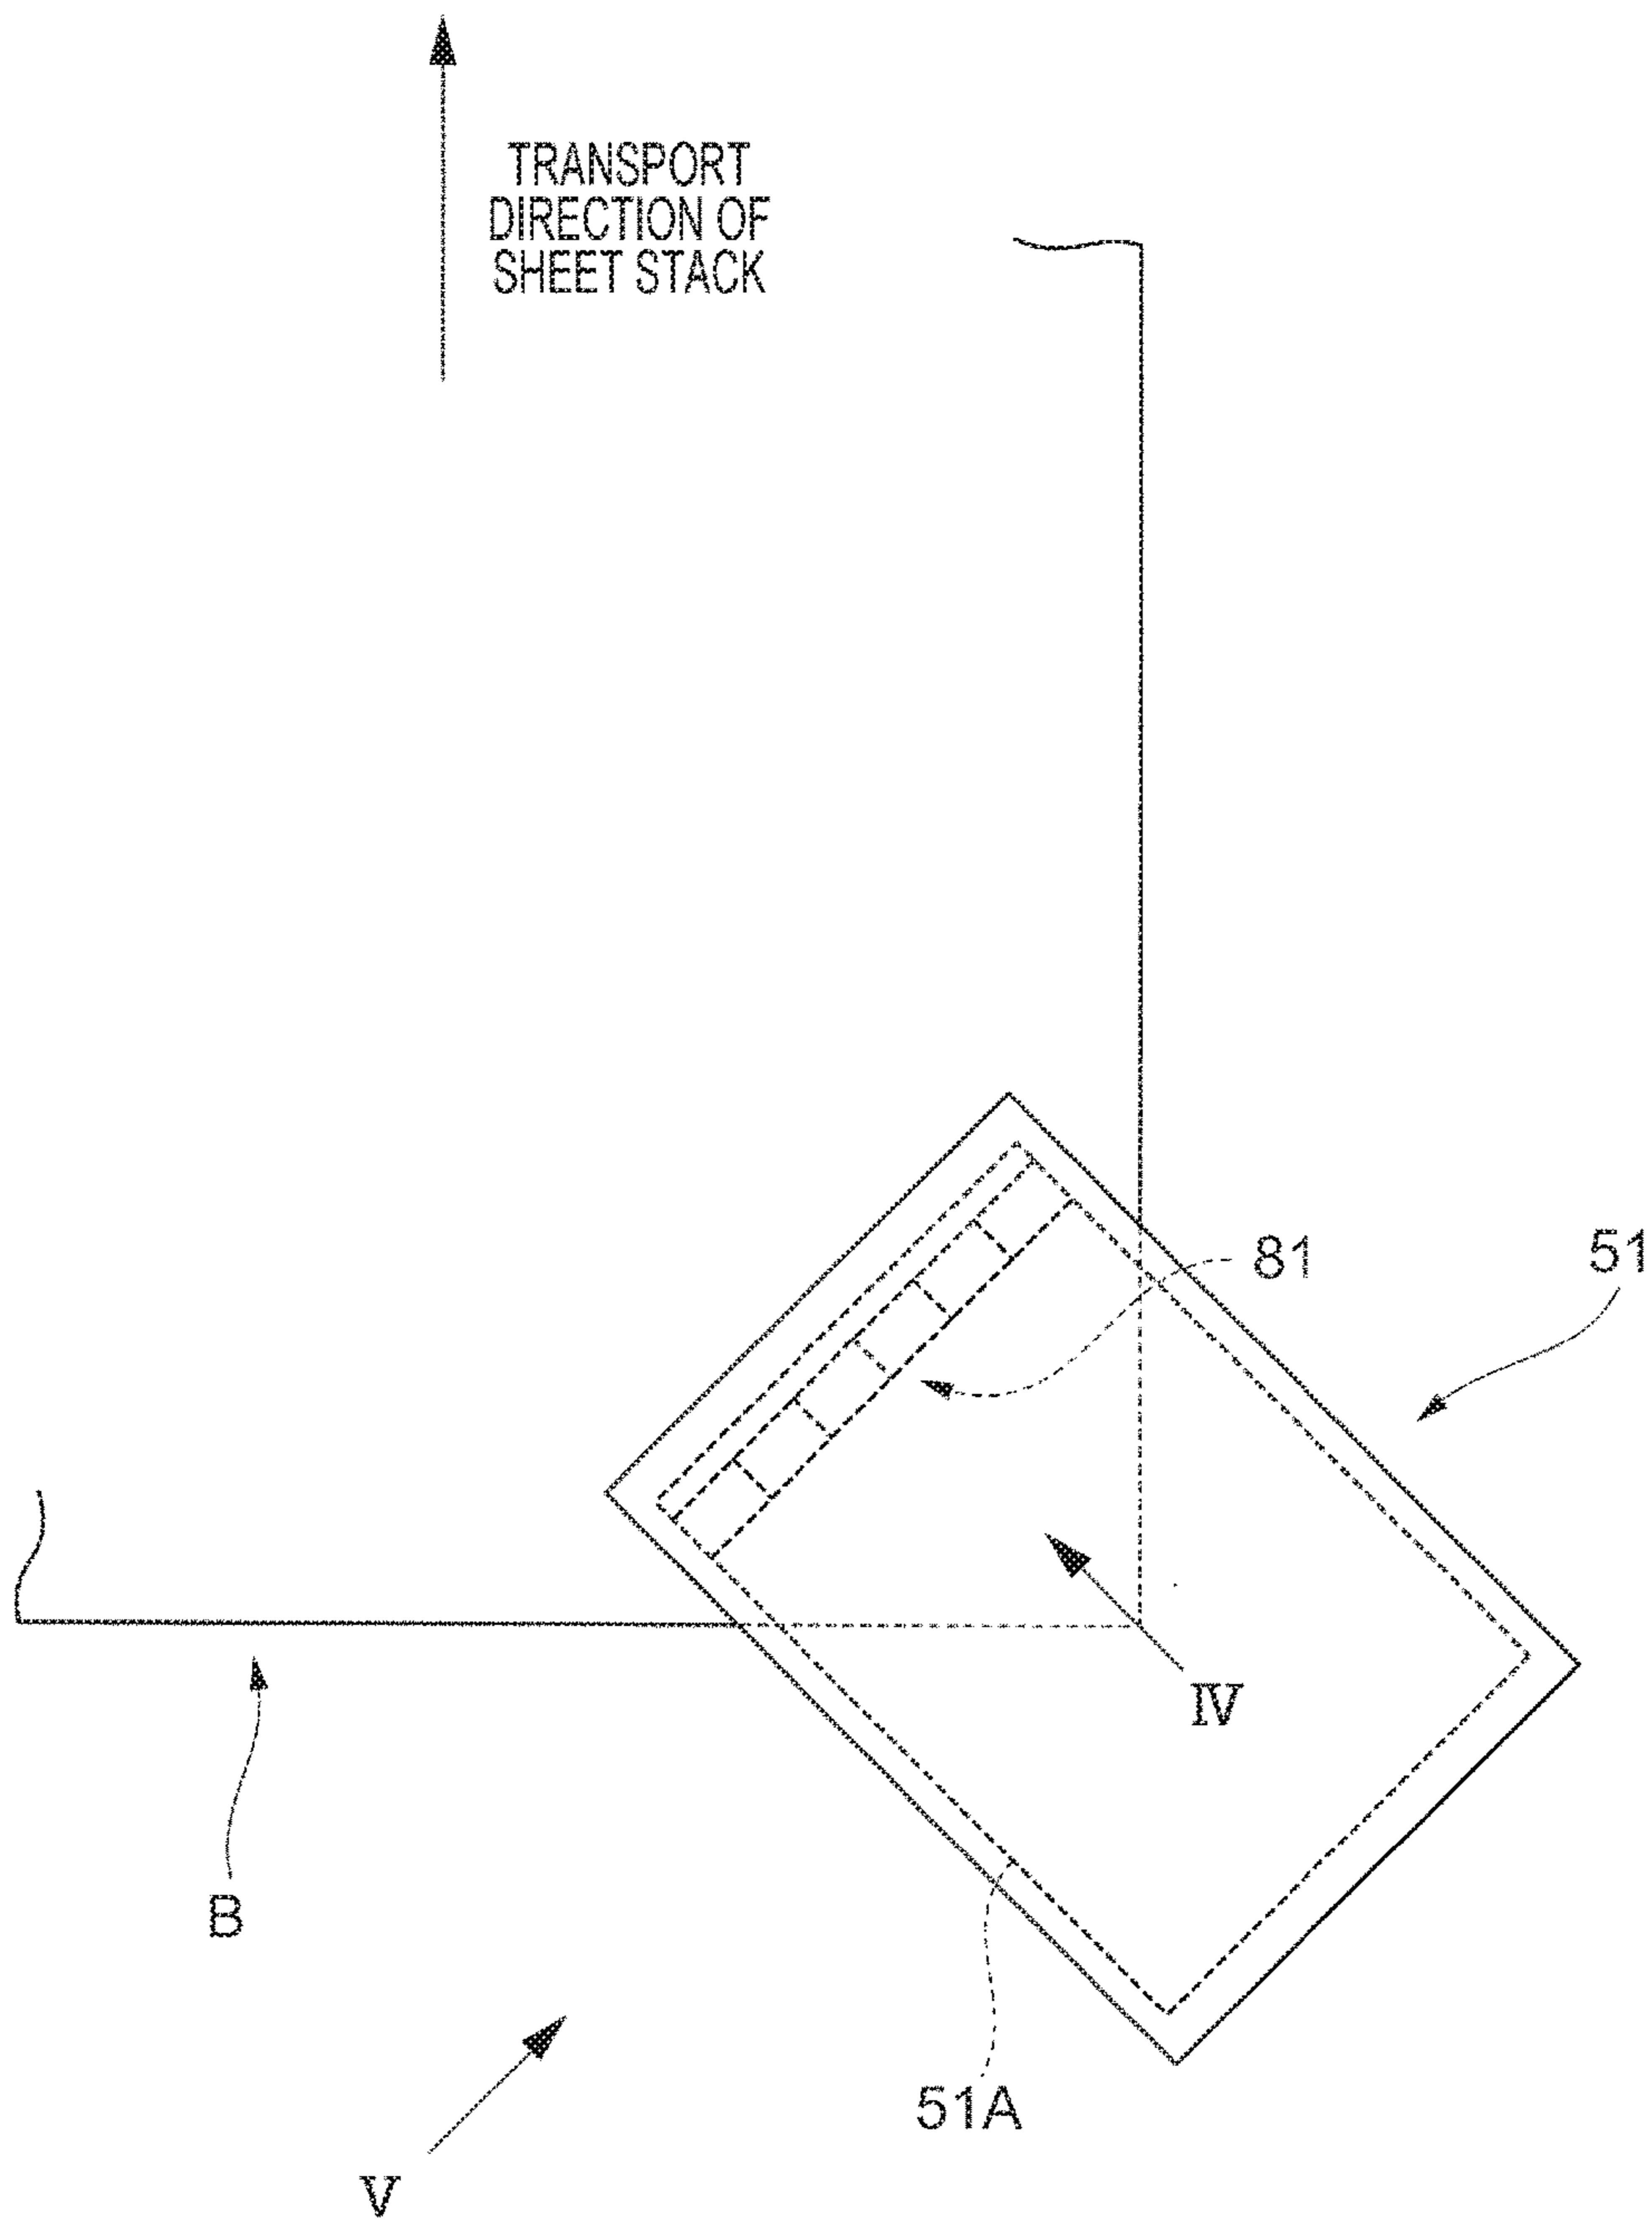 TRANSPORT
DIRECTION OF
SHEET STACK
81
51
IV
B
51A
V